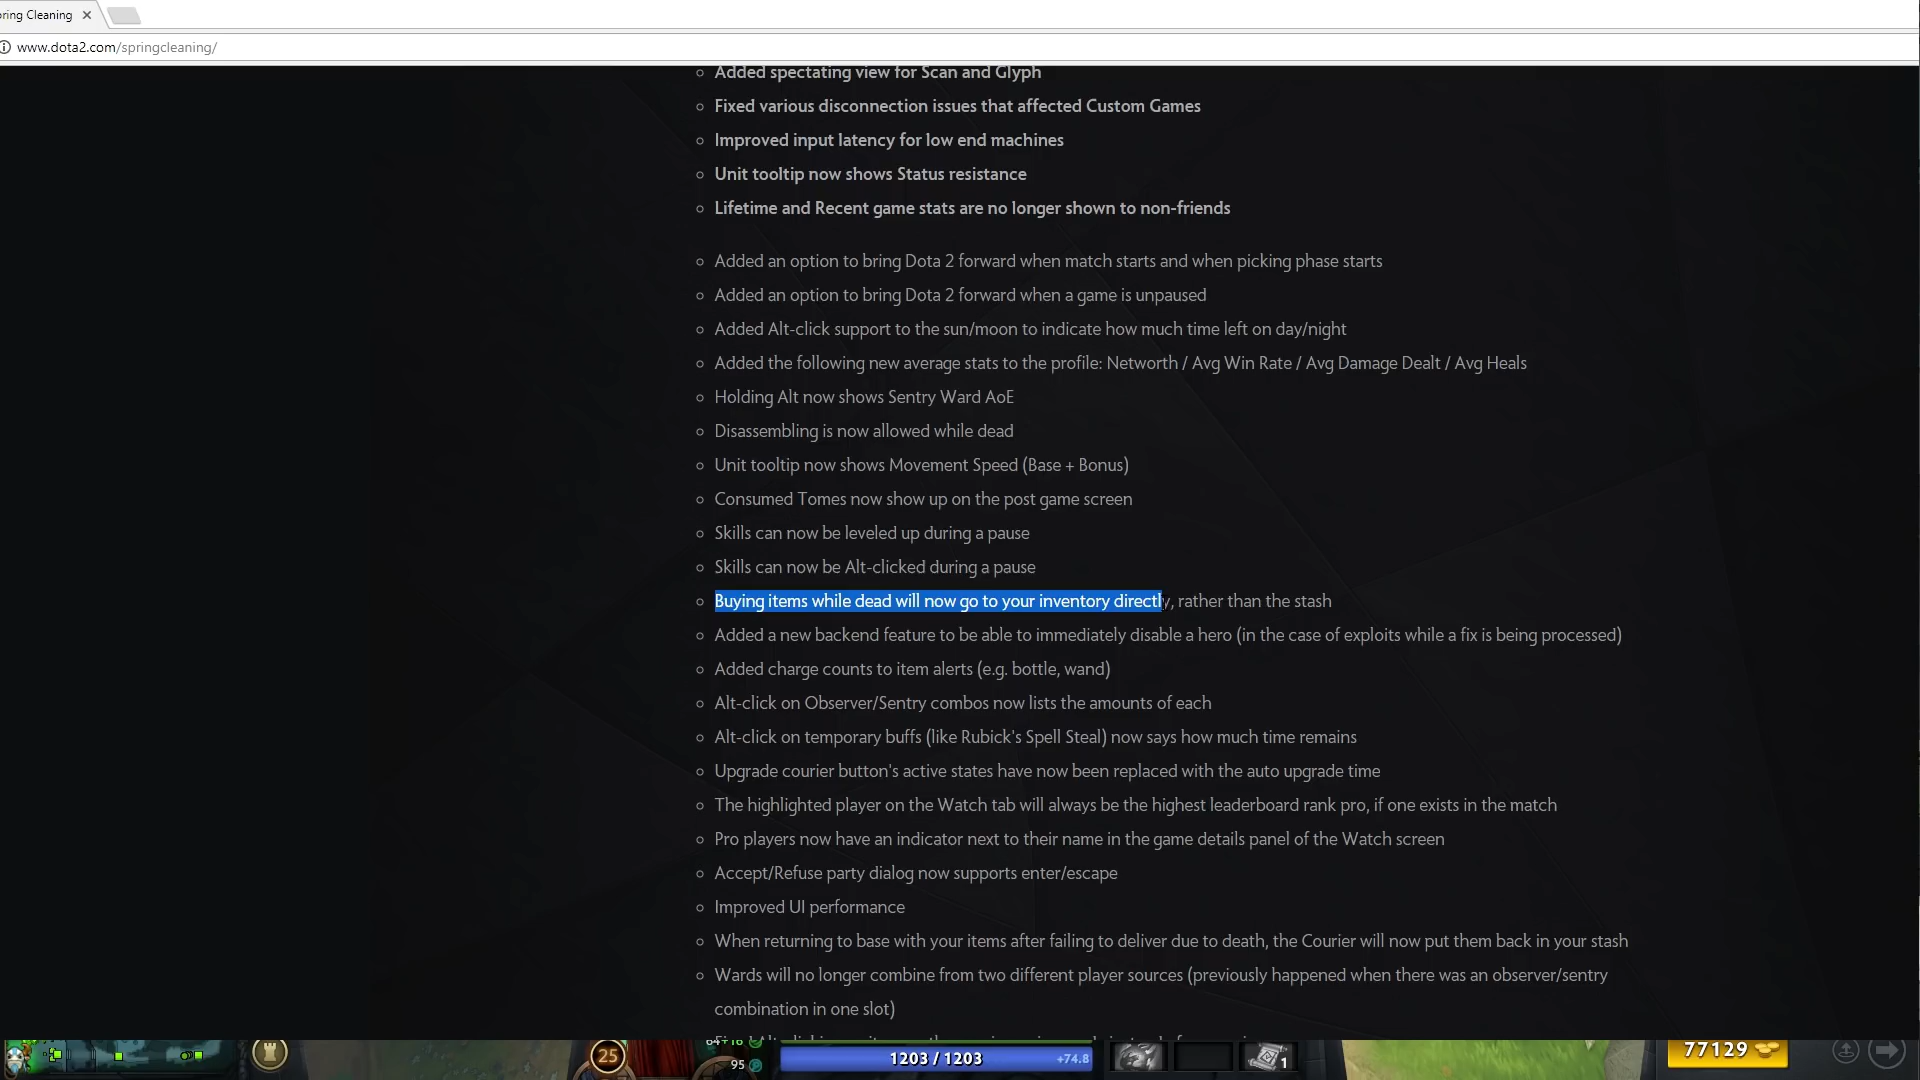 ring Cleaning
www.dota2.com/springcleaning/
Added spectating view for Scan and Glyph
Fixed various disconnection issues that affected Custom Games
Improved input latency for low end machines
Unit tooltip now shows Status resistance
Lifetime and Recent game stats are no longer shown to non-friends
Added an option to bring Dota 2 forward when match starts and when picking phase starts
Added an option to bring Dota 2 forward when a game is unpaused
Added Alt-click support to the sun/moon to indicate how much time left on day/night
Added the following new average stats to the profile: Networth / Avg Win Rate / Avg Damage Dealt / Avg Heals
Holding Alt now shows Sentry Ward AoE
Disassembling is now allowed while dead
Unit tooltip now shows Movement Speed (Base + Bonus)
Consumed Tomes now show up on the post game screen
Skills can now be leveled up during a pause
Skills can now be Alt-clicked during a pause
Buying items while dead will now go to your inventory directly, rather than the stash
Added a new backend feature to be able to immediately disable a hero (in the case of exploits while a fix is being processed)
Added charge counts to item alerts (e.g. bottle, wand)
Alt-click on Observer/Sentry combos now lists the amounts of each
Alt-click on temporary buffs (like Rubick's Spell Steal) now says how much time remains
Upgrade courier button's active states have now been replaced with the auto upgrade time
The highlighted player on the Watch tab will always be the highest leaderboard rank pro, if one exists in the match
Pro players now have an indicator next to their name in the game details panel of the Watch screen
Accept/Refuse party dialog now supports enter/escape
Improved UI performance
When returning to base with your items after failing to deliver due to death, the Courier will now put them back in your stash
Wards will no longer combine from two different player sources (previously happened when there was an observer/sentry
combination in one slot)
25
95
1203 / 1203
+74.8
1
77129